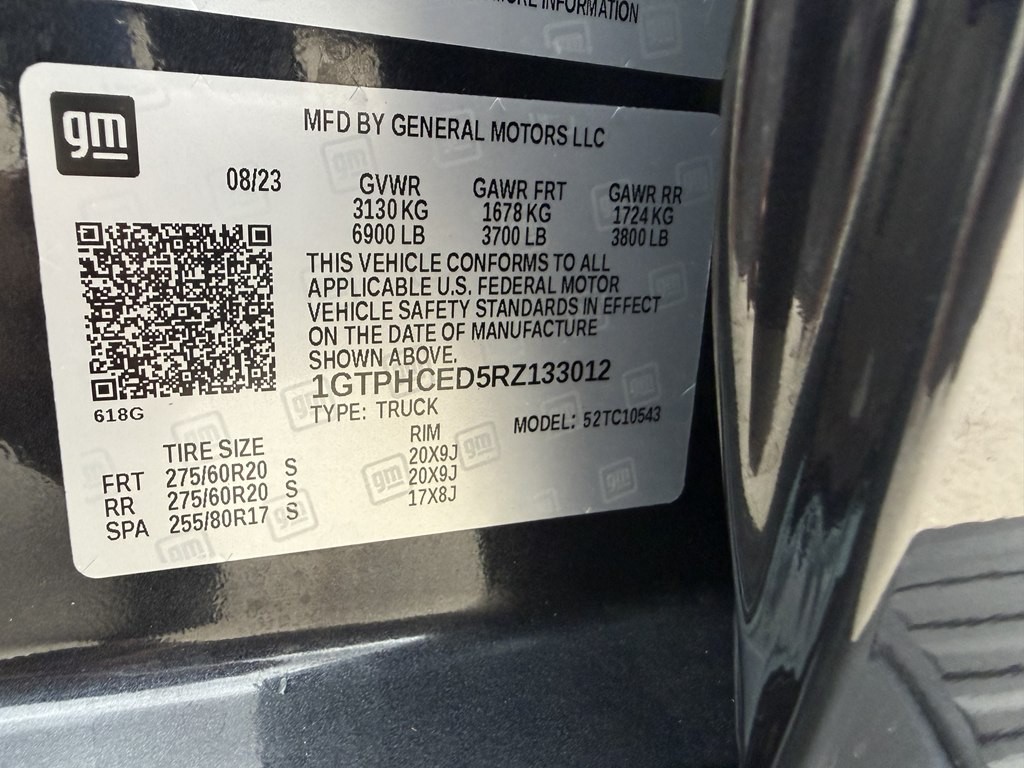 MORE INFORMATION
gm
MFD BY GENERAL MOTORS LLC
08/23
GVWR GAWR FRT GAWR RR
3130 KG 1678 KG 1724 KG
6900 LB 3700 LB 3800 LB
THIS VEHICLE CONFORMS TO ALL
APPLICABLE U.S. FEDERAL MOTOR
VEHICLE SAFETY STANDARDS IN EFFECT
ON THE DATE OF MANUFACTURE
SHOWN ABOVE.
1GTPHCED5RZ133012
618G
TYPE: TRUCK MODEL: 52TC10543
TIRE SIZE RIM
FRT 275/60R20 S 20X9J
RR 275/60R20 S 20X9J
SPA 255/80R17 S 17X8J